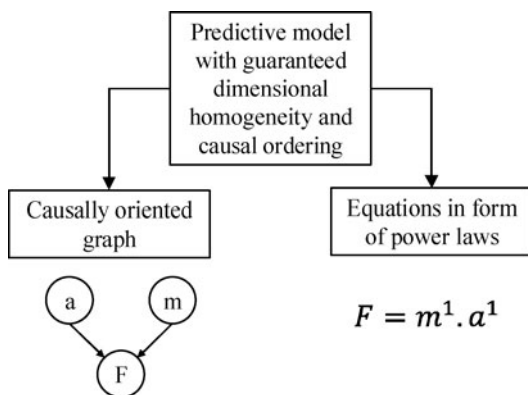 Predictive model
with guaranteed
dimensional
homogeneity and
causal ordering
Causally oriented
graph
Equations in form
of power laws
a
m
F
F = m¹. a¹